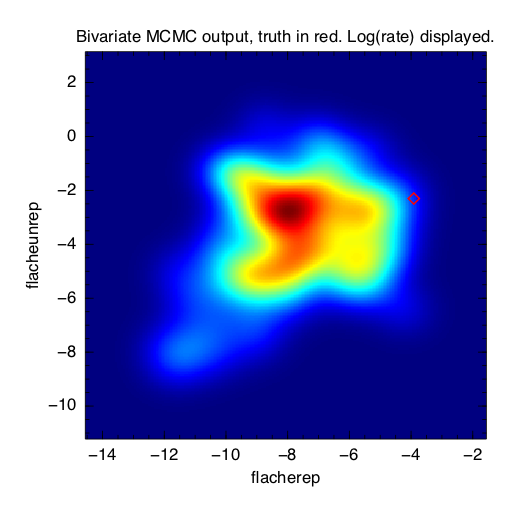 Bivariate MCMC output, truth in red. Log(rate) displayed.
2
0
−2
−4
−6
−8
−10
flacheunrep
−14 −12 −10 −8 −6 −4 −2
flacherep